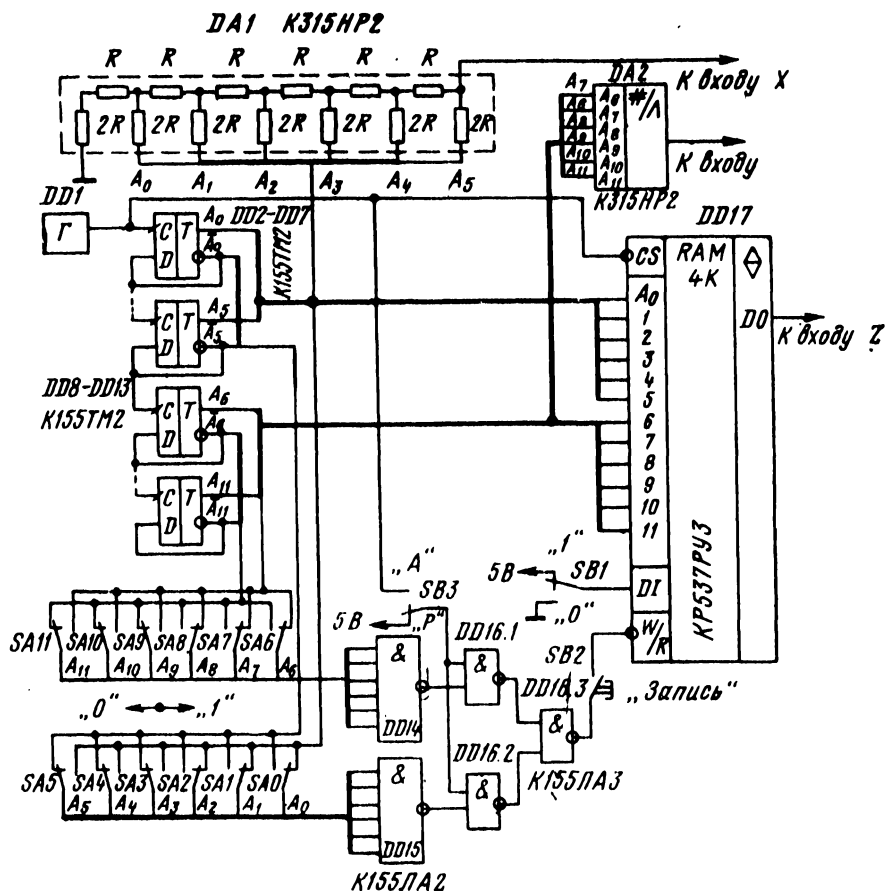 DA1 К315НР2
R R R R R R
2R 2R 2R 2R 2R 2R 2R
A0 A1 A2 A3 A4 A5
К входу X
DA2
A7 A6 #/Λ
A8 A7
A8 A8
A9 A9
A10 A10
A11 A11
К входу
К315НР2
DD1
Г
C T A0
D A0
DD2-DD7
К155ТМ2
C T A5
D A5
DD8-DD13
К155ТМ2
C T A6
D A6
C T A11
D A11
DD17
CS RAM
4K
A0
1
2
3
4
5
6
7
8
9
10
11
DI
W/R
КР537РУ3
DO
К входу Z
„1"
5В SB1
„0"
„А"
SB3
5В „Р"
SA11 SA10 SA9 SA8 SA7 SA6
A11 A10 A9 A8 A7 A6
„0" „1"
SA5 SA4 SA3 SA2 SA1 SA0
A5 A4 A3 A2 A1 A0
&
DD14
&
DD15
К155ЛА2
DD16.1
&
DD16.2
&
DD16.3
&
К155ЛА3
SB2
„Запись"